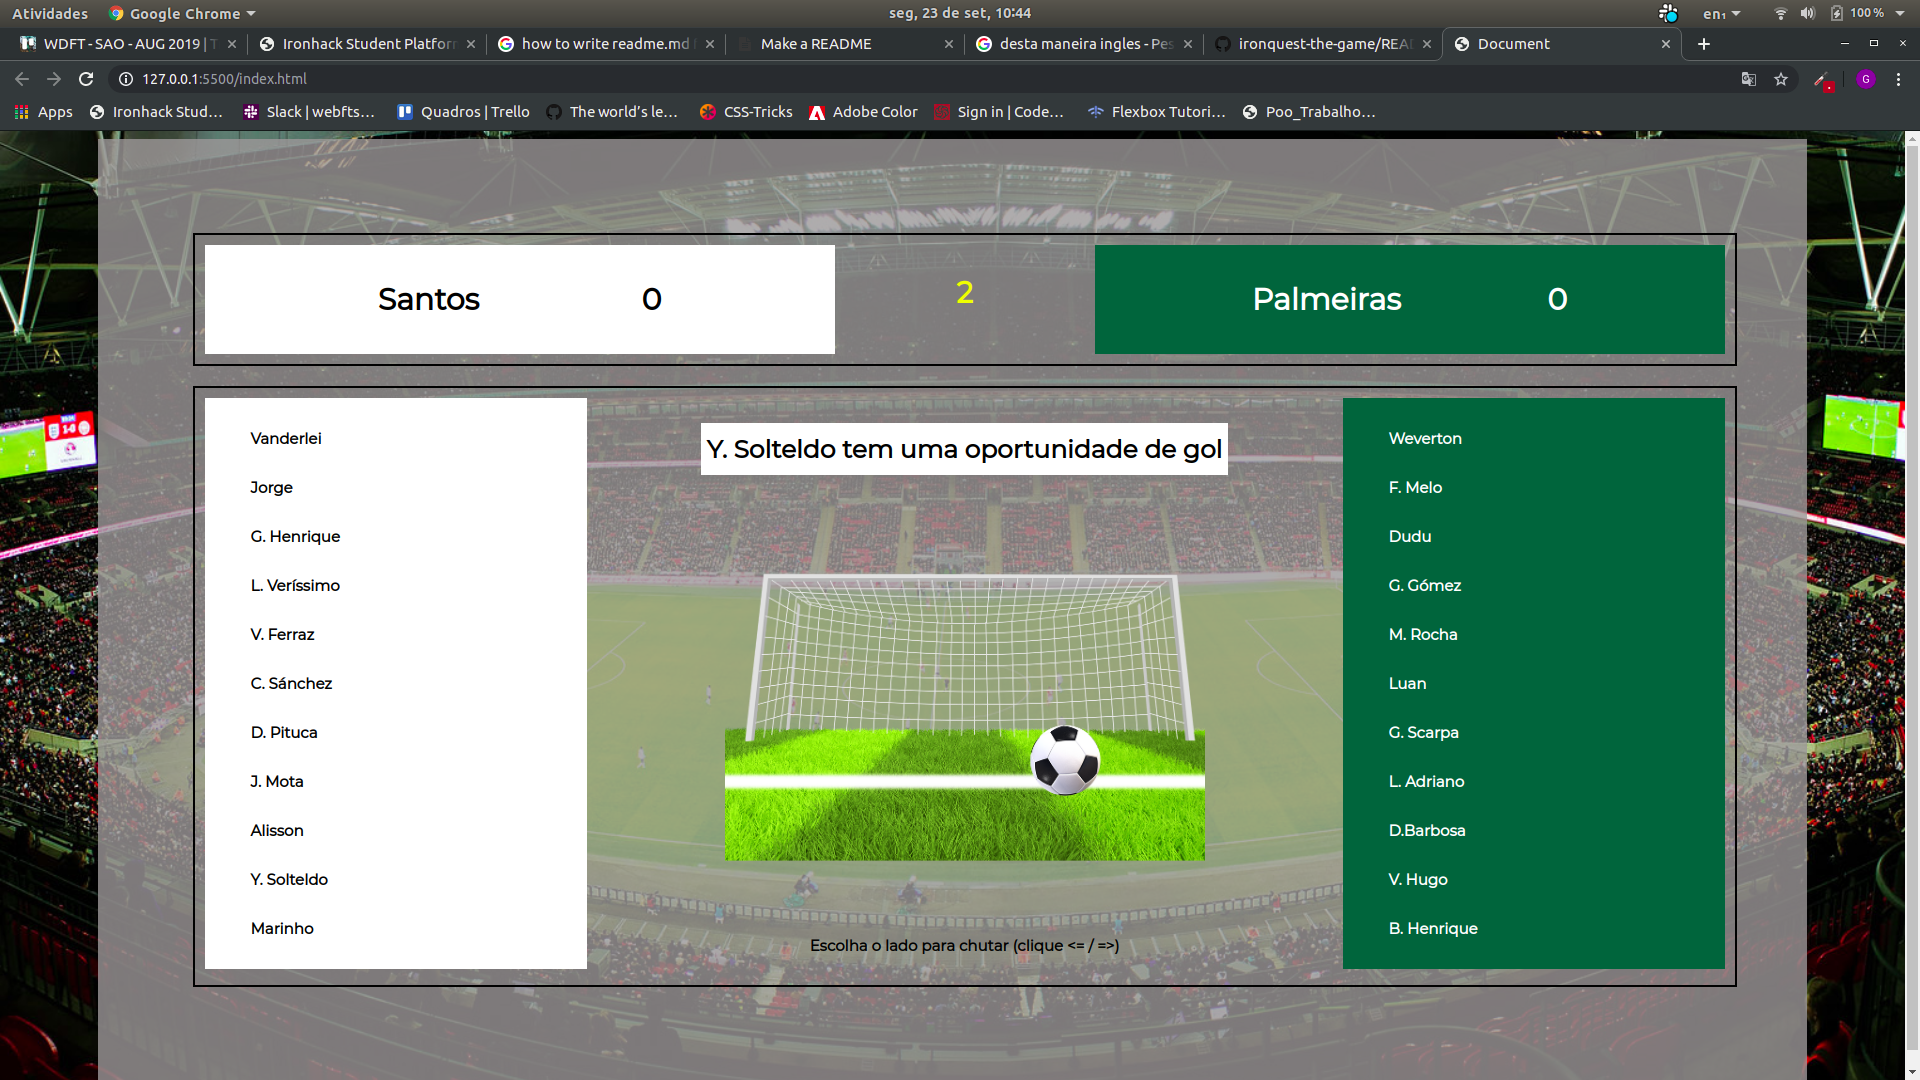 Atividades Google Chrome seg, 23 de set, 10:44 en₁ 100 %
WDFT - SAO - AUG 2019 | T Ironhack Student Platfor how to write readme.md Make a README desta maneira ingles - Pes ironquest-the-game/REA Document
127.0.0.1:5500/index.html G
Apps Ironhack Stud… Slack | webfts… Quadros | Trello The world's le… CSS-Tricks Adobe Color Sign in | Code… Flexbox Tutori… Poo_Trabalho…
Santos 0 2 Palmeiras 0
Y. Solteldo tem uma oportunidade de gol
Vanderlei
Jorge
G. Henrique
L. Veríssimo
V. Ferraz
C. Sánchez
D. Pituca
J. Mota
Alisson
Y. Solteldo
Marinho
Escolha o lado para chutar (clique <= / =>)
Weverton
F. Melo
Dudu
G. Gómez
M. Rocha
Luan
G. Scarpa
L. Adriano
D.Barbosa
V. Hugo
B. Henrique